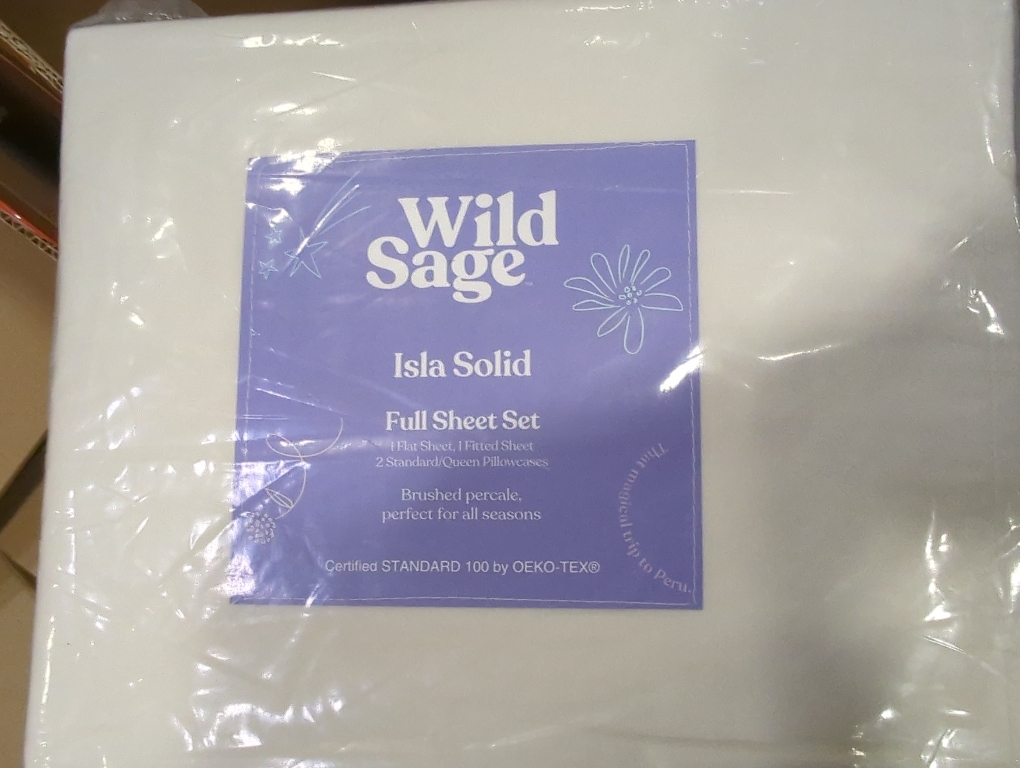 Wild
Sage
Isla Solid
Full Sheet Set
1 Flat Sheet, 1 Fitted Sheet
2 Standard/Queen Pillowcases
Brushed percale,
perfect for all seasons
Certified STANDARD 100 by OEKO-TEX®
That magical trip to Peru.